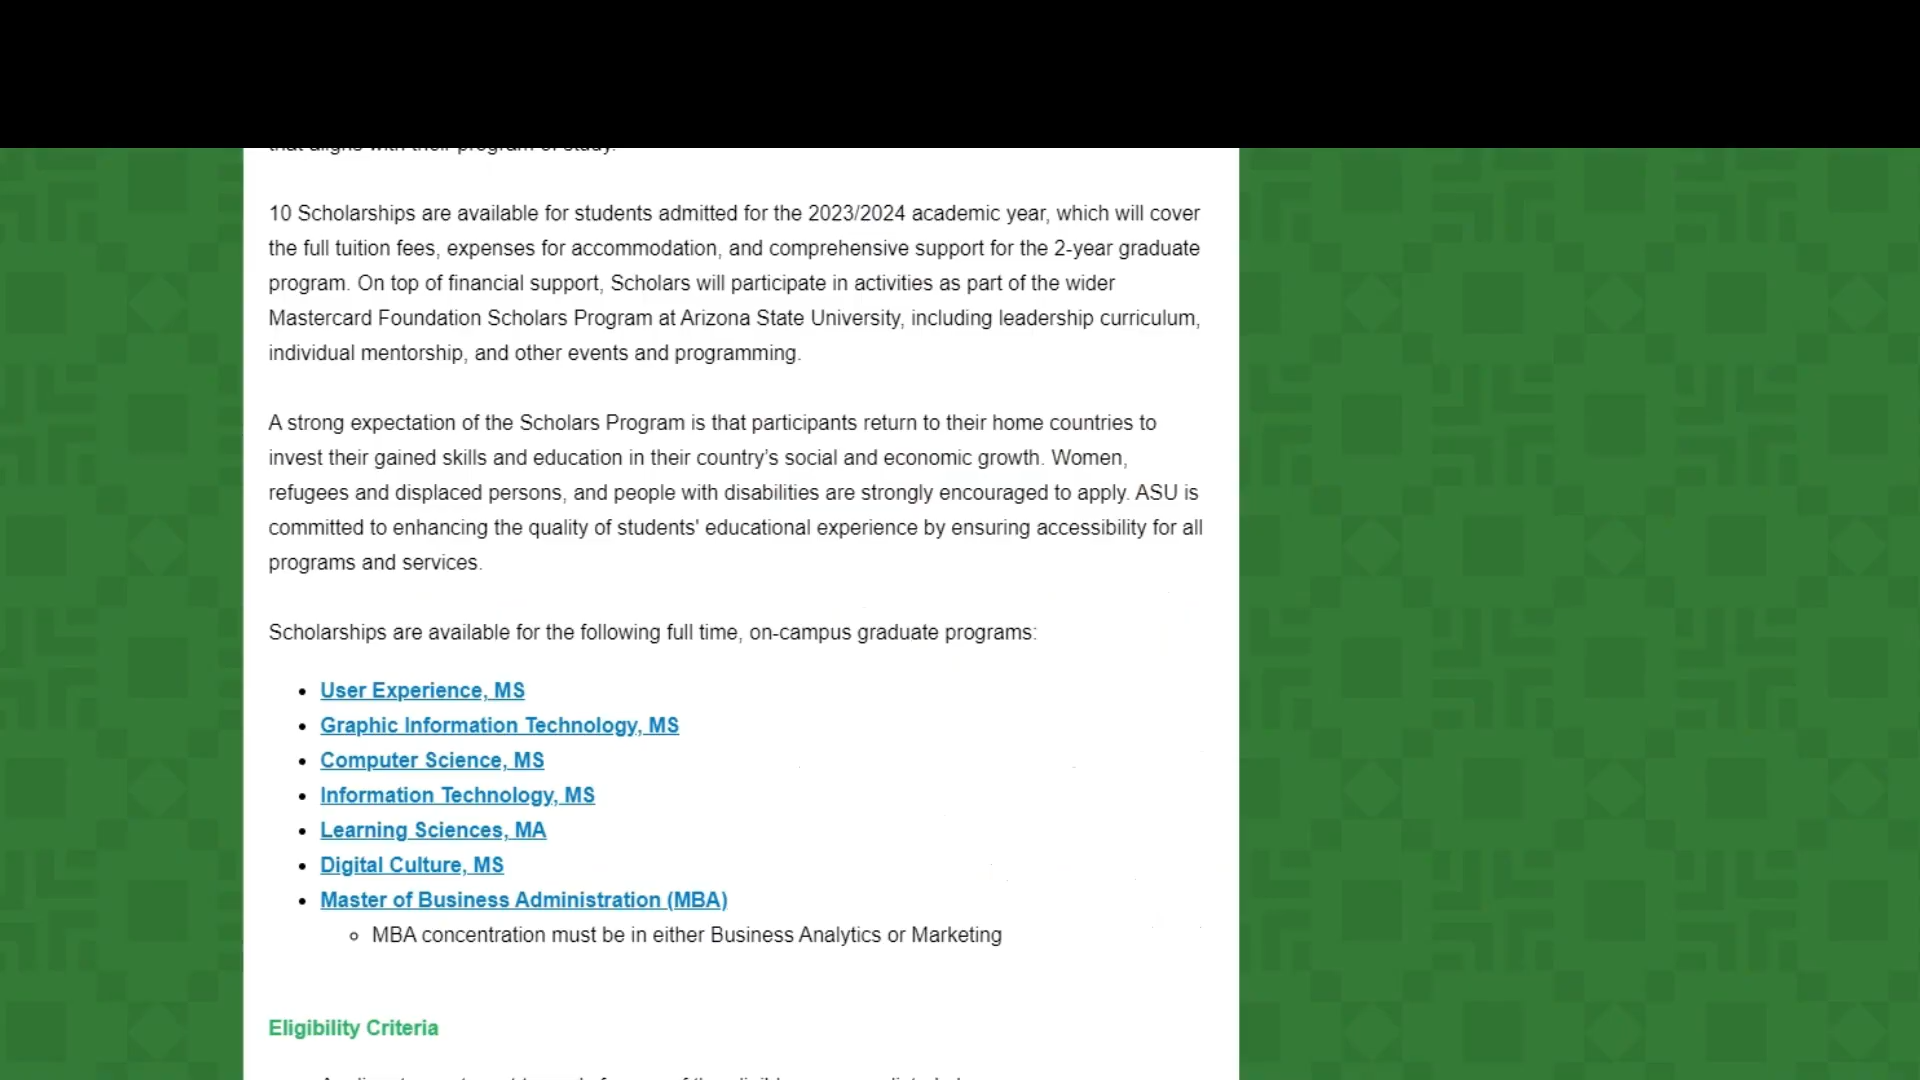 that aligns with their program of study.
10 Scholarships are available for students admitted for the 2023/2024 academic year, which will cover
the full tuition fees, expenses for accommodation, and comprehensive support for the 2-year graduate
program. On top of financial support, Scholars will participate in activities as part of the wider
Mastercard Foundation Scholars Program at Arizona State University, including leadership curriculum,
individual mentorship, and other events and programming.
A strong expectation of the Scholars Program is that participants return to their home countries to
invest their gained skills and education in their country’s social and economic growth. Women,
refugees and displaced persons, and people with disabilities are strongly encouraged to apply. ASU is
committed to enhancing the quality of students' educational experience by ensuring accessibility for all
programs and services.
Scholarships are available for the following full time, on-campus graduate programs:
User Experience, MS
Graphic Information Technology, MS
Computer Science, MS
Information Technology, MS
Learning Sciences, MA
Digital Culture, MS
Master of Business Administration (MBA)
MBA concentration must be in either Business Analytics or Marketing
Eligibility Criteria